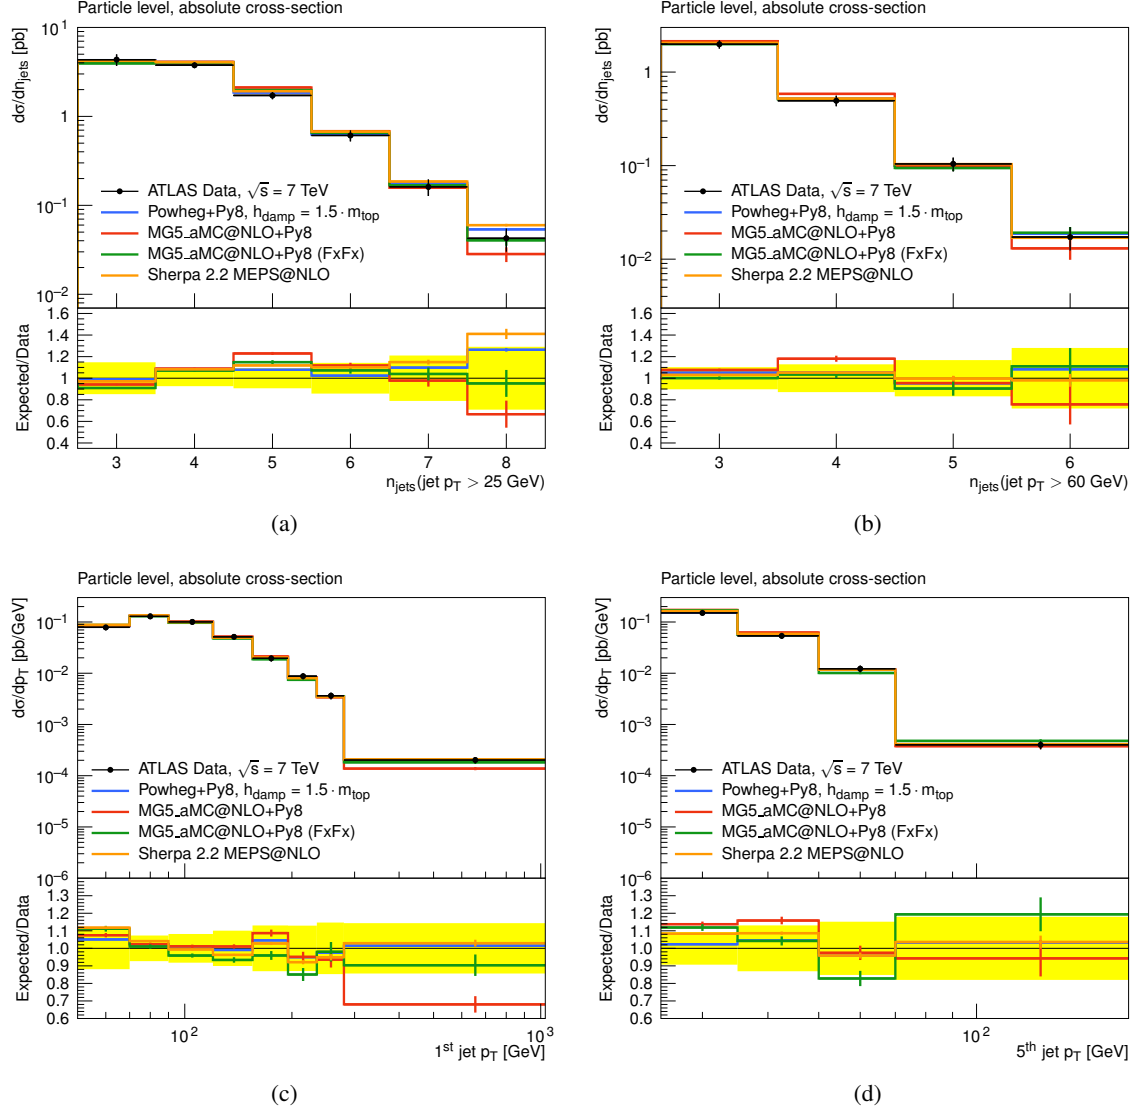 Particle level, absolute cross-section
dσ/dn_jets [pb]
10^1
1
10^−1
10^−2
ATLAS Data, √s = 7 TeV
Powheg+Py8, h_damp = 1.5 · m_top
MG5_aMC@NLO+Py8
MG5_aMC@NLO+Py8 (FxFx)
Sherpa 2.2 MEPS@NLO
Expected/Data
1.6
1.4
1.2
1
0.8
0.6
0.4
3 4 5 6 7 8
n_jets(jet p_T > 25 GeV)
(a)
Particle level, absolute cross-section
dσ/dn_jets [pb]
1
10^−1
10^−2
ATLAS Data, √s = 7 TeV
Powheg+Py8, h_damp = 1.5 · m_top
MG5_aMC@NLO+Py8
MG5_aMC@NLO+Py8 (FxFx)
Sherpa 2.2 MEPS@NLO
Expected/Data
1.6
1.4
1.2
1
0.8
0.6
0.4
3 4 5 6
n_jets(jet p_T > 60 GeV)
(b)
Particle level, absolute cross-section
dσ/dp_T [pb/GeV]
10^−1
10^−2
10^−3
10^−4
10^−5
10^−6
ATLAS Data, √s = 7 TeV
Powheg+Py8, h_damp = 1.5 · m_top
MG5_aMC@NLO+Py8
MG5_aMC@NLO+Py8 (FxFx)
Sherpa 2.2 MEPS@NLO
Expected/Data
1.3
1.2
1.1
1.0
0.9
0.8
0.7
0.6
10^2 10^3
1^st jet p_T [GeV]
(c)
Particle level, absolute cross-section
dσ/dp_T [pb/GeV]
10^−1
10^−2
10^−3
10^−4
10^−5
10^−6
ATLAS Data, √s = 7 TeV
Powheg+Py8, h_damp = 1.5 · m_top
MG5_aMC@NLO+Py8
MG5_aMC@NLO+Py8 (FxFx)
Sherpa 2.2 MEPS@NLO
Expected/Data
1.3
1.2
1.1
1.0
0.9
0.8
0.7
0.6
10^2
5^th jet p_T [GeV]
(d)